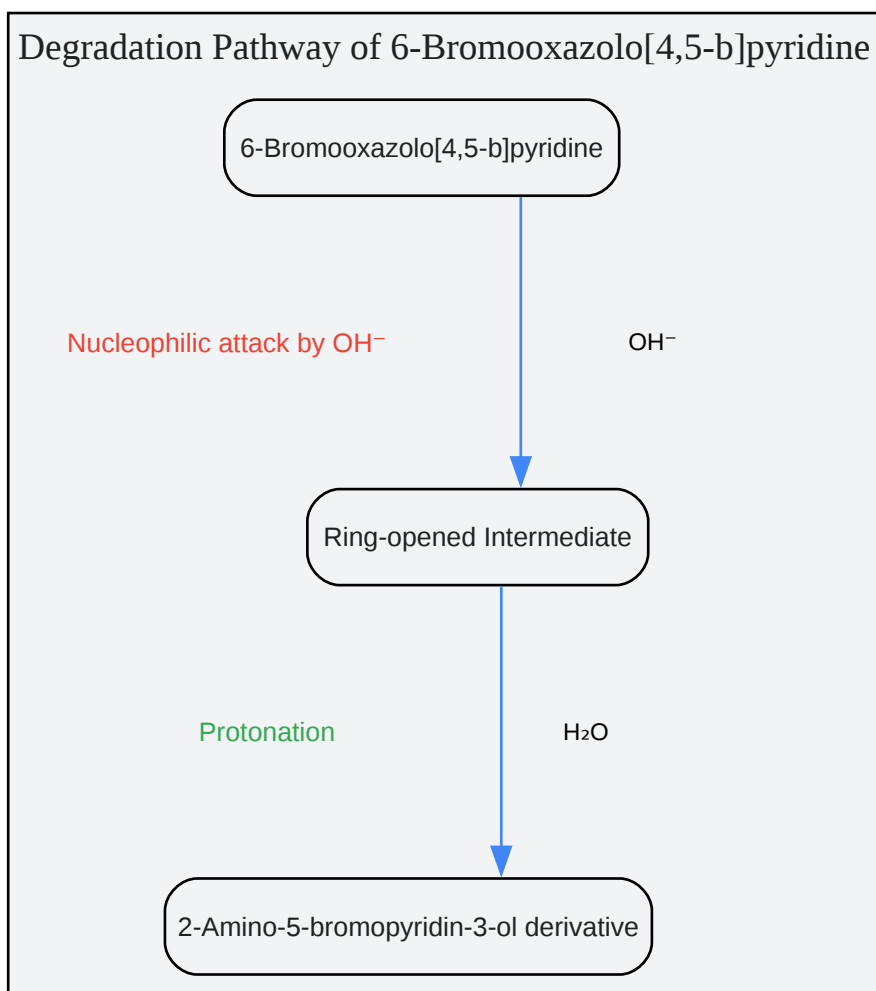 Degradation Pathway of 6-Bromooxazolo[4,5-b]pyridine
6-Bromooxazolo[4,5-b]pyridine
Nucleophilic attack by OH⁻
OH⁻
Ring-opened Intermediate
Protonation
H₂O
2-Amino-5-bromopyridin-3-ol derivative